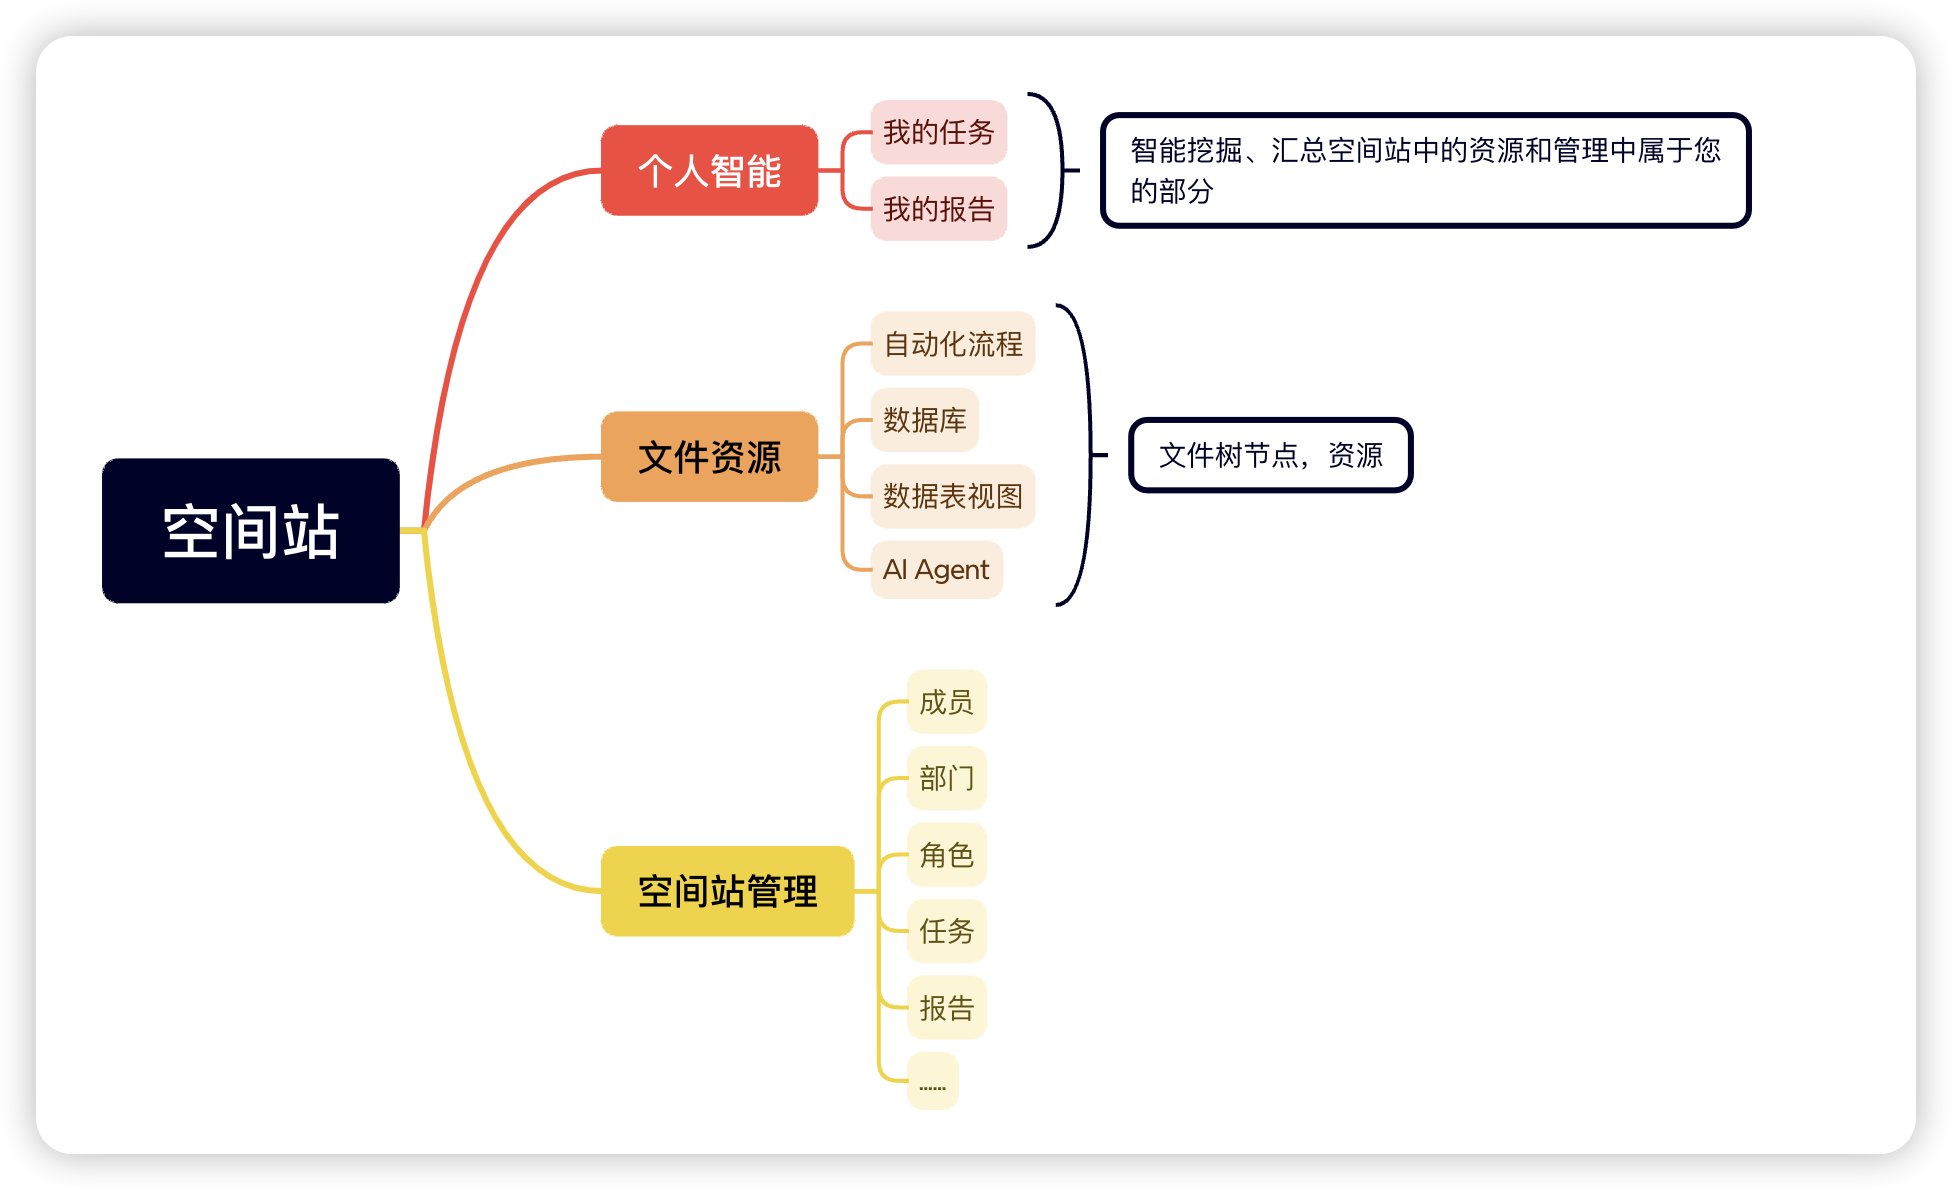 空间站
个人智能
我的任务
我的报告
智能挖掘、汇总空间站中的资源和管理中属于您
的部分
文件资源
自动化流程
数据库
数据表视图
AI Agent
文件树节点，资源
空间站管理
成员
部门
角色
任务
报告
……